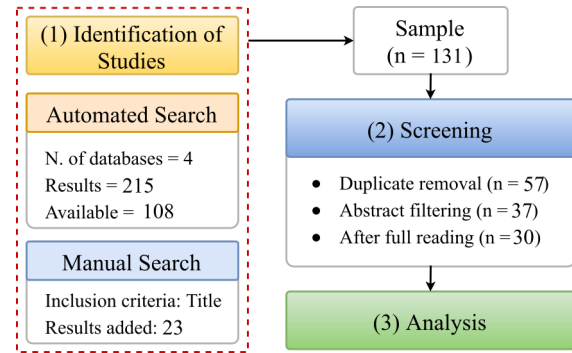 (1) Identification of
Studies
Automated Search
N. of databases = 4
Results = 215
Available = 108
Manual Search
Inclusion criteria: Title
Results added: 23
Sample
(n = 131)
(2) Screening
● Duplicate removal (n = 57)
● Abstract filtering (n = 37)
● After full reading (n = 30)
(3) Analysis